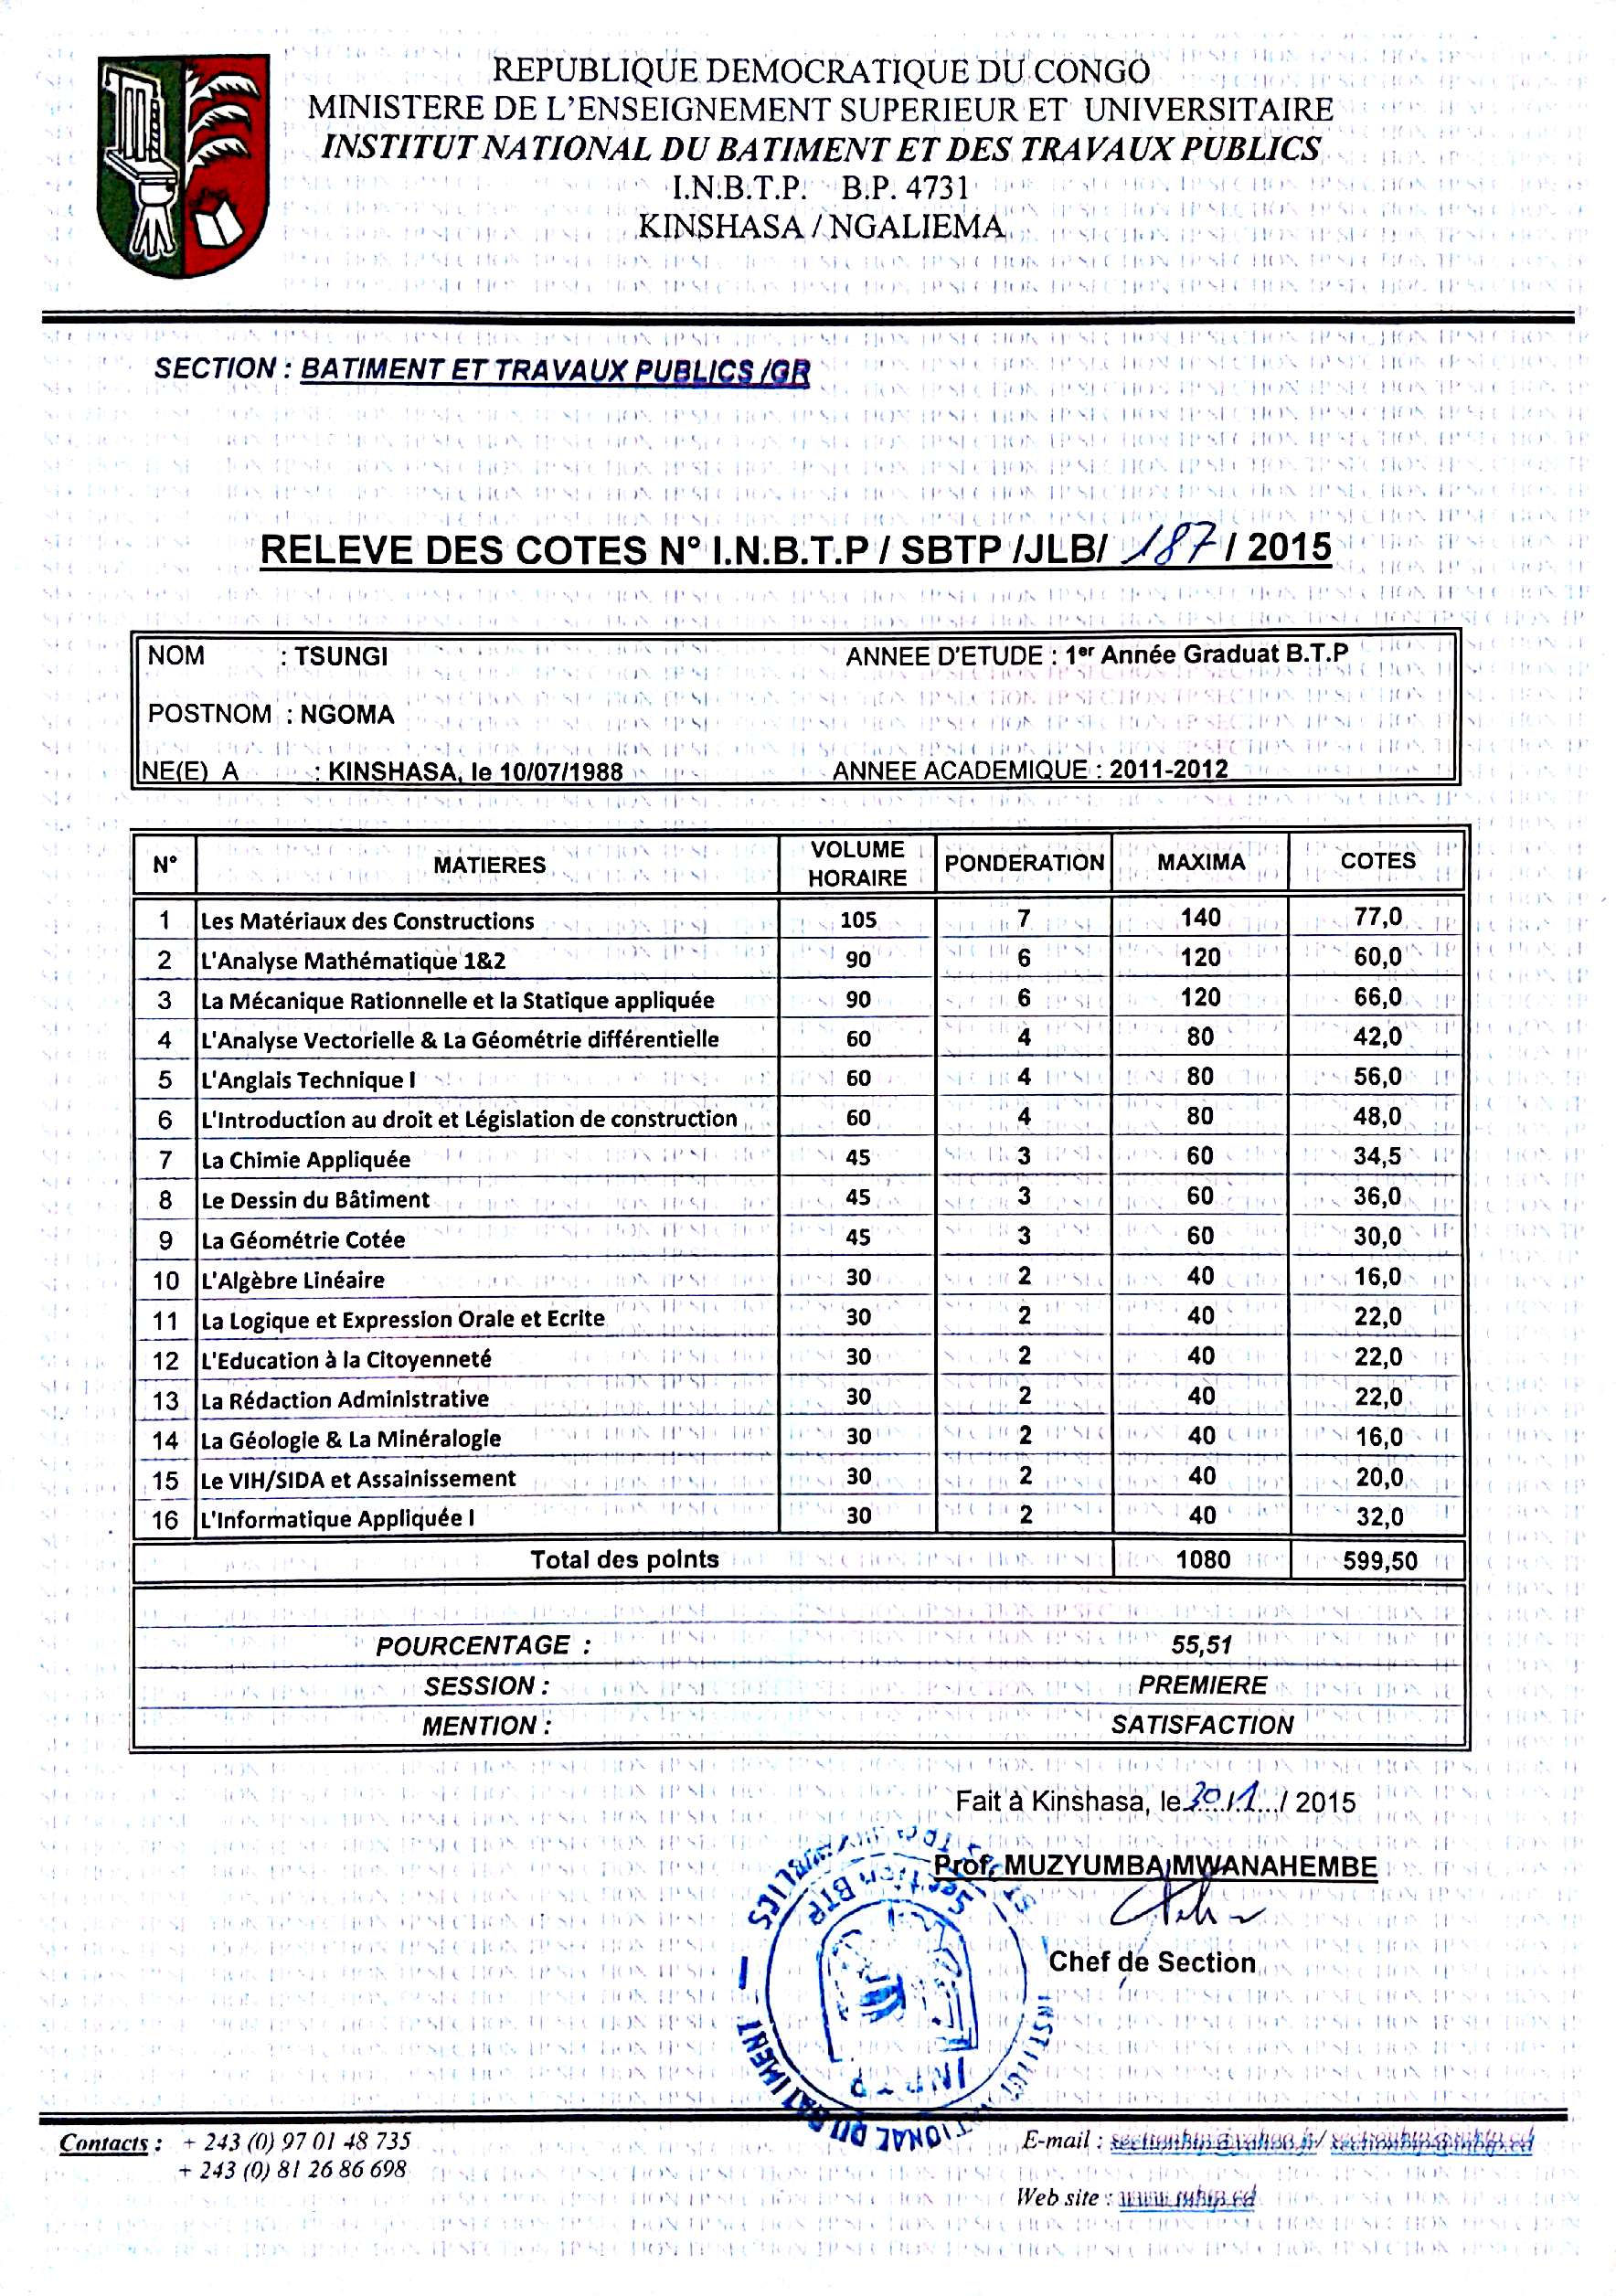 REPUBLIQUE DEMOCRATIQUE DU CONGO
MINISTERE DE L'ENSEIGNEMENT SUPERIEUR ET UNIVERSITAIRE
INSTITUT NATIONAL DU BATIMENT ET DES TRAVAUX PUBLICS
I.N.B.T.P. B.P. 4731
KINSHASA / NGALIEMA
SECTION : BATIMENT ET TRAVAUX PUBLICS /GR
RELEVE DES COTES N° I.N.B.T.P / SBTP /JLB/ 187 / 2015
NOM : TSUNGI ANNEE D'ETUDE : 1er Année Graduat B.T.P
POSTNOM : NGOMA
NE(E) A : KINSHASA, le 10/07/1988 ANNEE ACADEMIQUE : 2011-2012
N° MATIERES VOLUME HORAIRE PONDERATION MAXIMA COTES
1 Les Matériaux des Constructions 105 7 140 77,0
2 L'Analyse Mathématique 1&2 90 6 120 60,0
3 La Mécanique Rationnelle et la Statique appliquée 90 6 120 66,0
4 L'Analyse Vectorielle & La Géométrie différentielle 60 4 80 42,0
5 L'Anglais Technique I 60 4 80 56,0
6 L'Introduction au droit et Législation de construction 60 4 80 48,0
7 La Chimie Appliquée 45 3 60 34,5
8 Le Dessin du Bâtiment 45 3 60 36,0
9 La Géométrie Cotée 45 3 60 30,0
10 L'Algèbre Linéaire 30 2 40 16,0
11 La Logique et Expression Orale et Ecrite 30 2 40 22,0
12 L'Education à la Citoyenneté 30 2 40 22,0
13 La Rédaction Administrative 30 2 40 22,0
14 La Géologie & La Minéralogie 30 2 40 16,0
15 Le VIH/SIDA et Assainissement 30 2 40 20,0
16 L'Informatique Appliquée I 30 2 40 32,0
Total des points 1080 599,50
POURCENTAGE : 55,51
SESSION : PREMIERE
MENTION : SATISFACTION
Fait à Kinshasa, le 30/1/ 2015
Prof. MUZYUMBA MWANAHEMBE
Chef de Section
Section BTP
INSTITUT NATIONAL DU BATIMENT
PUBLICS
Contacts : + 243 (0) 97 01 48 735
+ 243 (0) 81 26 86 698
E-mail : sectionbtp@yahoo.fr/ sectionbtp@inbtp.cd
Web site : www.inbtp.cd